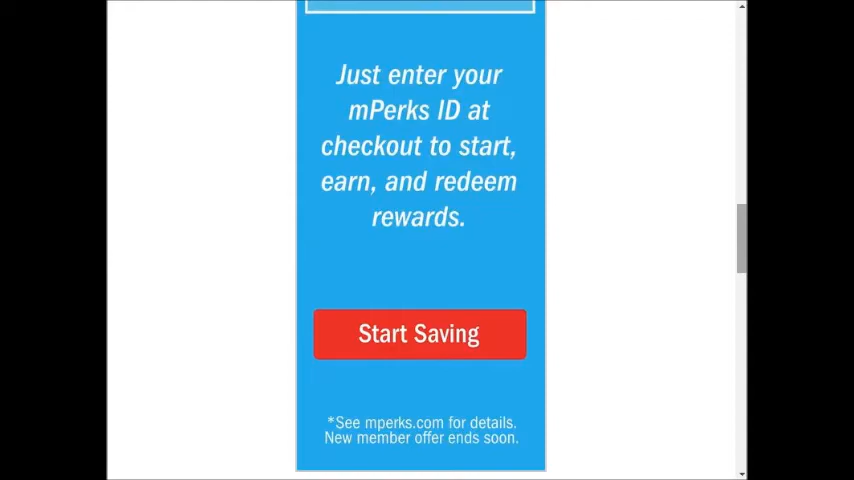 Just enter your
mPerks ID at
checkout to start,
earn, and redeem
rewards.
Start Saving
*See mperks.com for details.
New member offer ends soon.